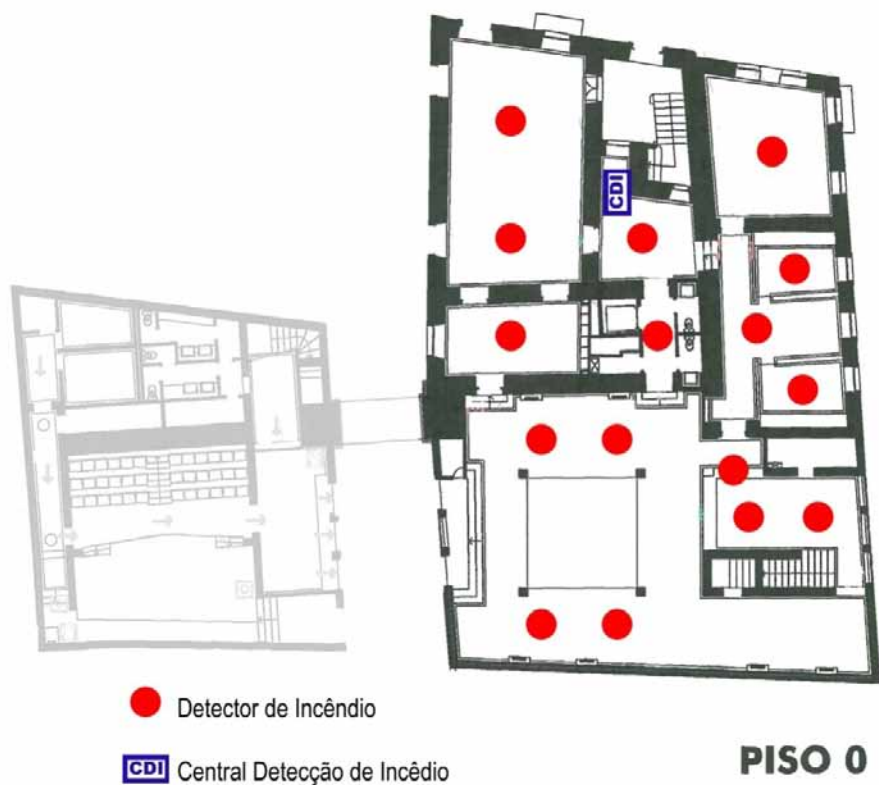 CDI
Detector de Incêndio
CDI Central Detecção de Incêdio
PISO 0